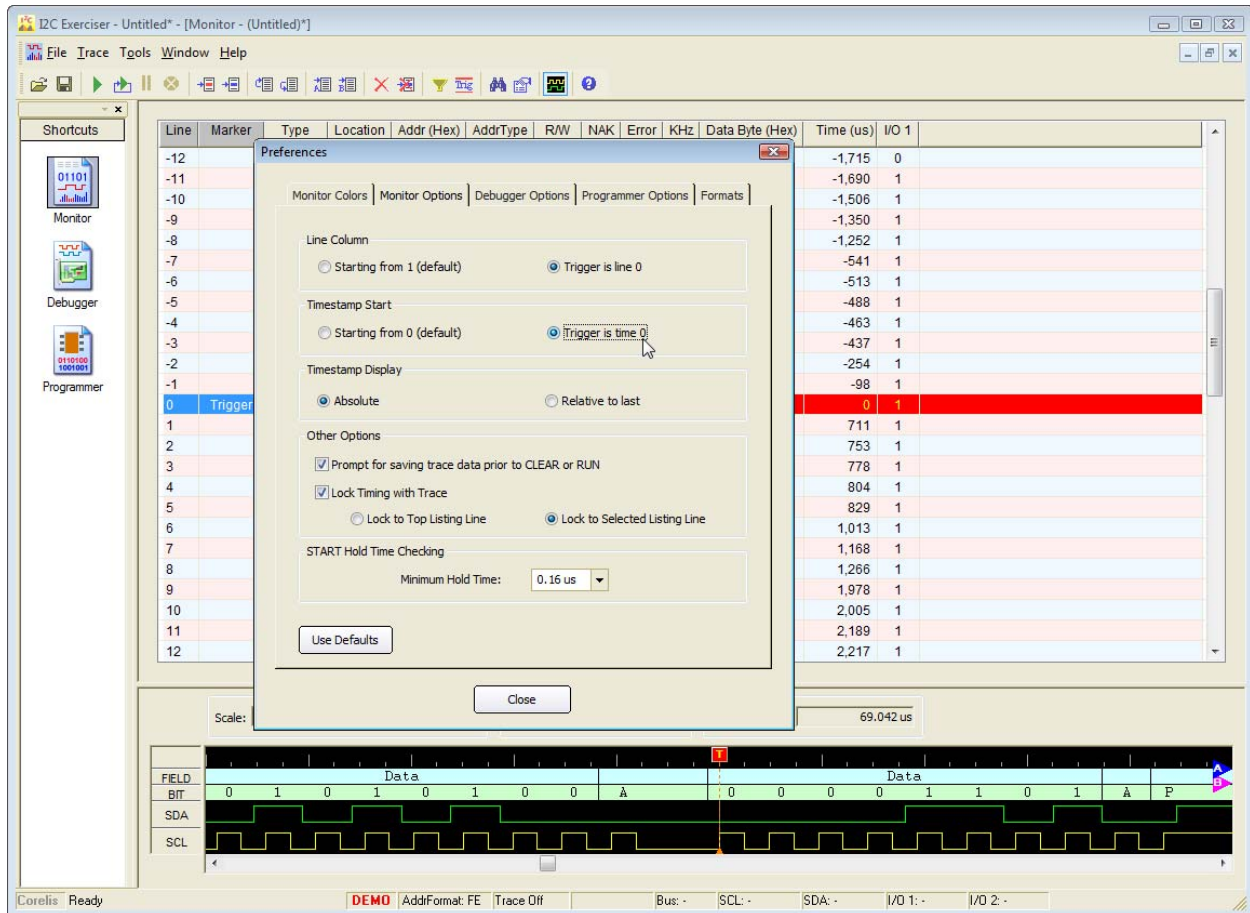 I2C Exerciser - Untitled* - [Monitor - (Untitled)*]
File Trace Tools Window Help
Shortcuts
01101
Monitor
Debugger
0110100
1001001
Programmer
Line Marker Type Location Addr (Hex) AddrType R/W NAK Error KHz Data Byte (Hex) Time (us) I/O 1
-12 -1,715 0
-11 -1,690 1
-10 -1,506 1
-9 -1,350 1
-8 -1,252 1
-7 -541 1
-6 -513 1
-5 -488 1
-4 -463 1
-3 -437 1
-2 -254 1
-1 -98 1
0 Trigger 0 1
1 711 1
2 753 1
3 778 1
4 804 1
5 829 1
6 1,013 1
7 1,168 1
8 1,266 1
9 1,978 1
10 2,005 1
11 2,189 1
12 2,217 1
Preferences
Monitor Colors Monitor Options Debugger Options Programmer Options Formats
Line Column
Starting from 1 (default) Trigger is line 0
Timestamp Start
Starting from 0 (default) Trigger is time 0
Timestamp Display
Absolute Relative to last
Other Options
Prompt for saving trace data prior to CLEAR or RUN
Lock Timing with Trace
Lock to Top Listing Line Lock to Selected Listing Line
START Hold Time Checking
Minimum Hold Time: 0.16 us
Use Defaults
Close
Scale: 69.042 us
T
FIELD Data Data
BIT 0 1 0 1 0 1 0 0 A 0 0 0 0 1 1 0 1 A P
A
B
SDA
SCL
Corelis Ready DEMO AddrFormat: FE Trace Off Bus: - SCL: - SDA: - I/O 1: - I/O 2: -